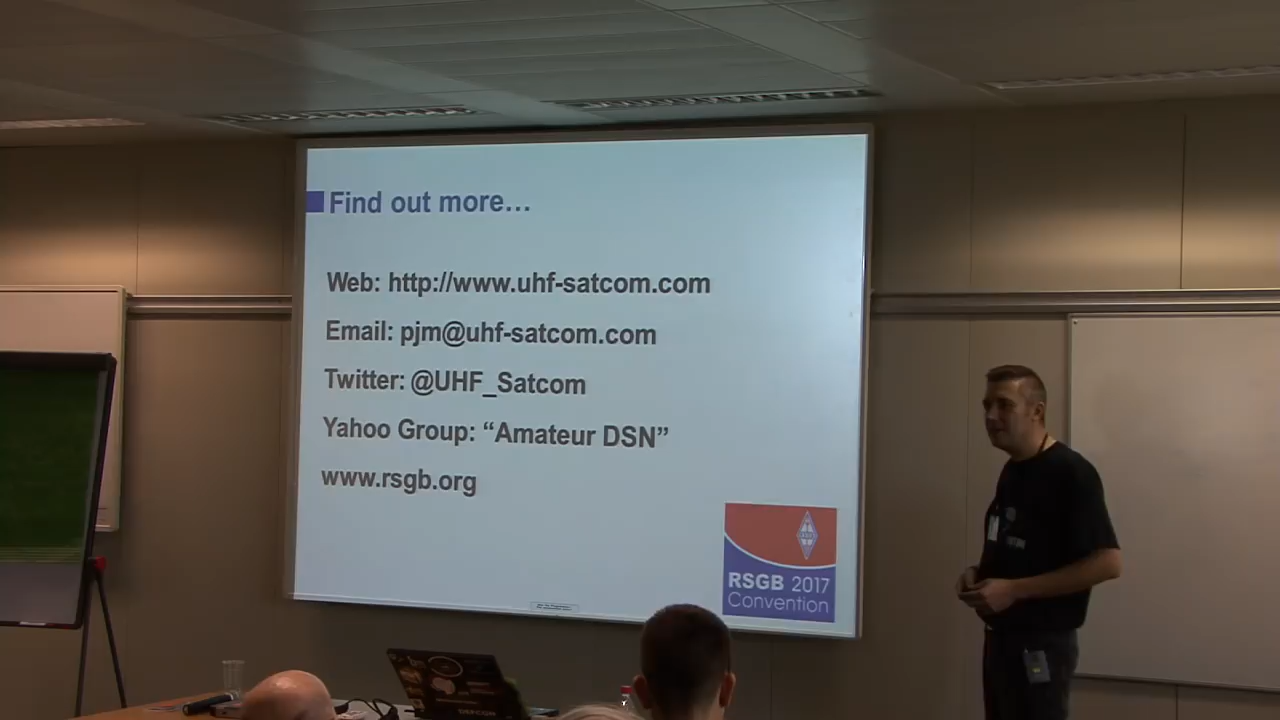 Find out more…
Web: http://www.uhf-satcom.com
Email: pjm@uhf-satcom.com
Twitter: @UHF_Satcom
Yahoo Group: “Amateur DSN”
www.rsgb.org
RSGB 2017
Convention
DEFCON